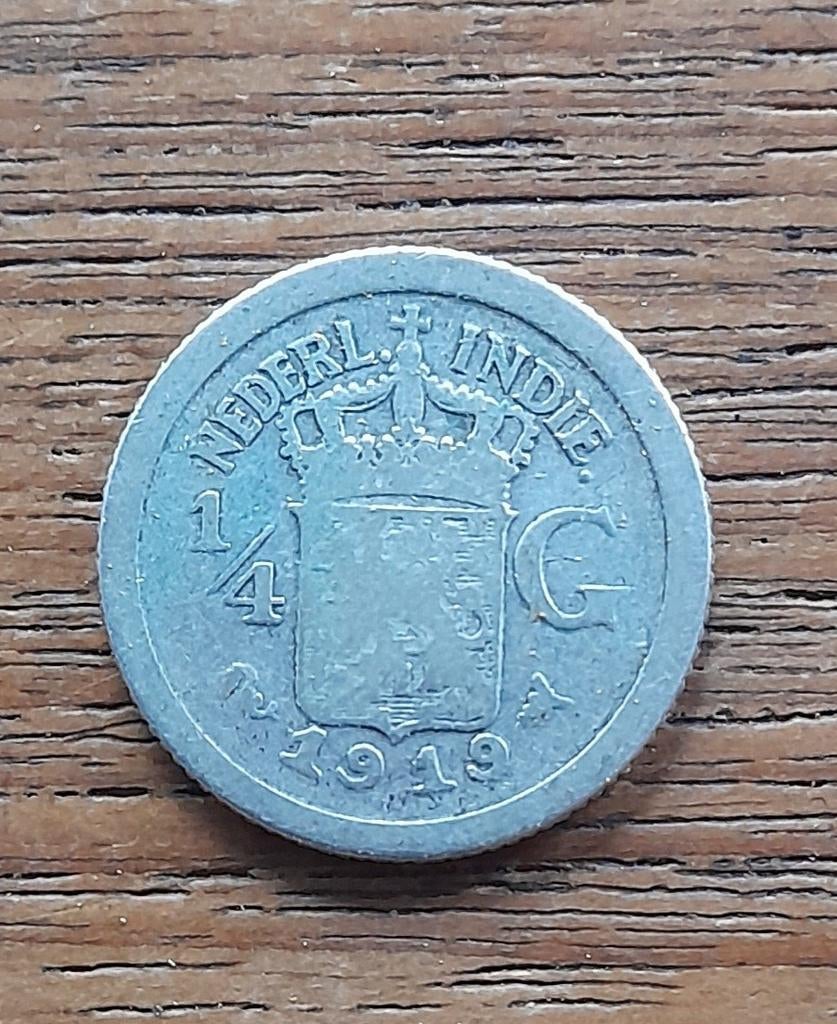 NEDERL. INDIE.
1/4 G
1919